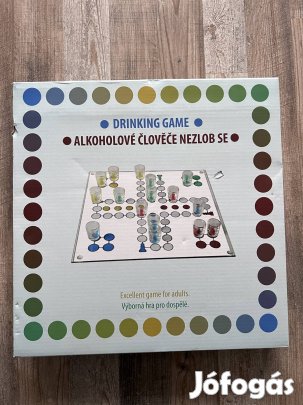 DRINKING GAME
ALKOHOLOVÉ ČLOVĚČE NEZLOB SE
Excellent game for adults.
Výborná hra pro dospělé.
Jófogás